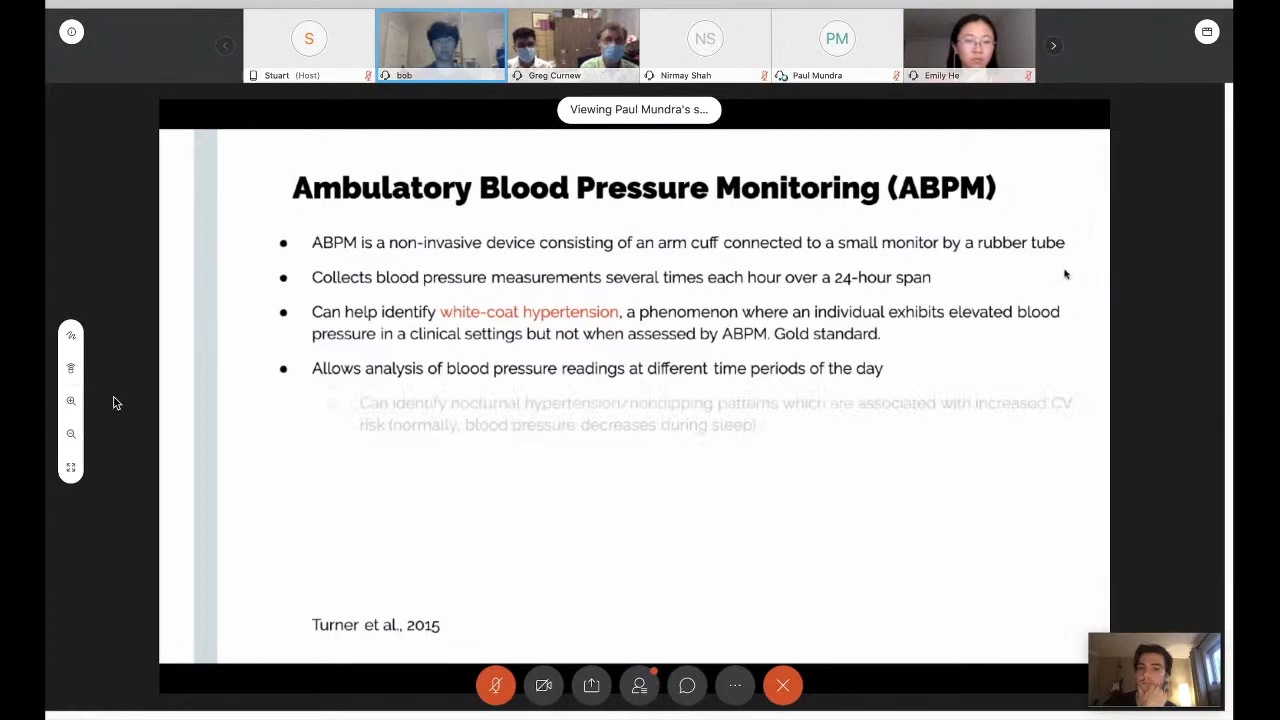 S
NS
PM
Stuart (Host)
bob
Greg Curnew
Nirmay Shah
Paul Mundra
Emily He
Viewing Paul Mundra's s...
Ambulatory Blood Pressure Monitoring (ABPM)
ABPM is a non-invasive device consisting of an arm cuff connected to a small monitor by a rubber tube
Collects blood pressure measurements several times each hour over a 24-hour span
Can help identify white-coat hypertension, a phenomenon where an individual exhibits elevated blood
pressure in a clinical settings but not when assessed by ABPM. Gold standard.
Allows analysis of blood pressure readings at different time periods of the day
Can identify nocturnal hypertension/nondipping patterns which are associated with increased CV
risk (normally, blood pressure decreases during sleep)
Turner et al., 2015